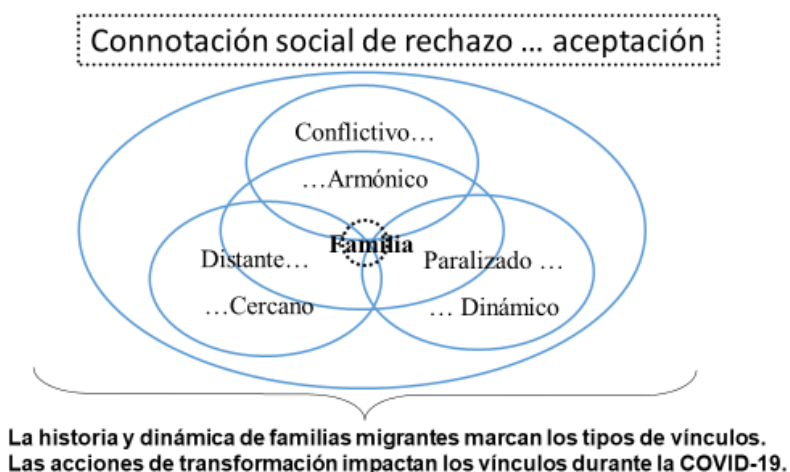 Connotación social de rechazo ... aceptación
Conflictivo…
…Armónico
Família
Distante…
Paralizado …
…Cercano
… Dinámico
La historia y dinámica de familias migrantes marcan los tipos de vínculos.
Las acciones de transformación impactan los vínculos durante la COVID-19.